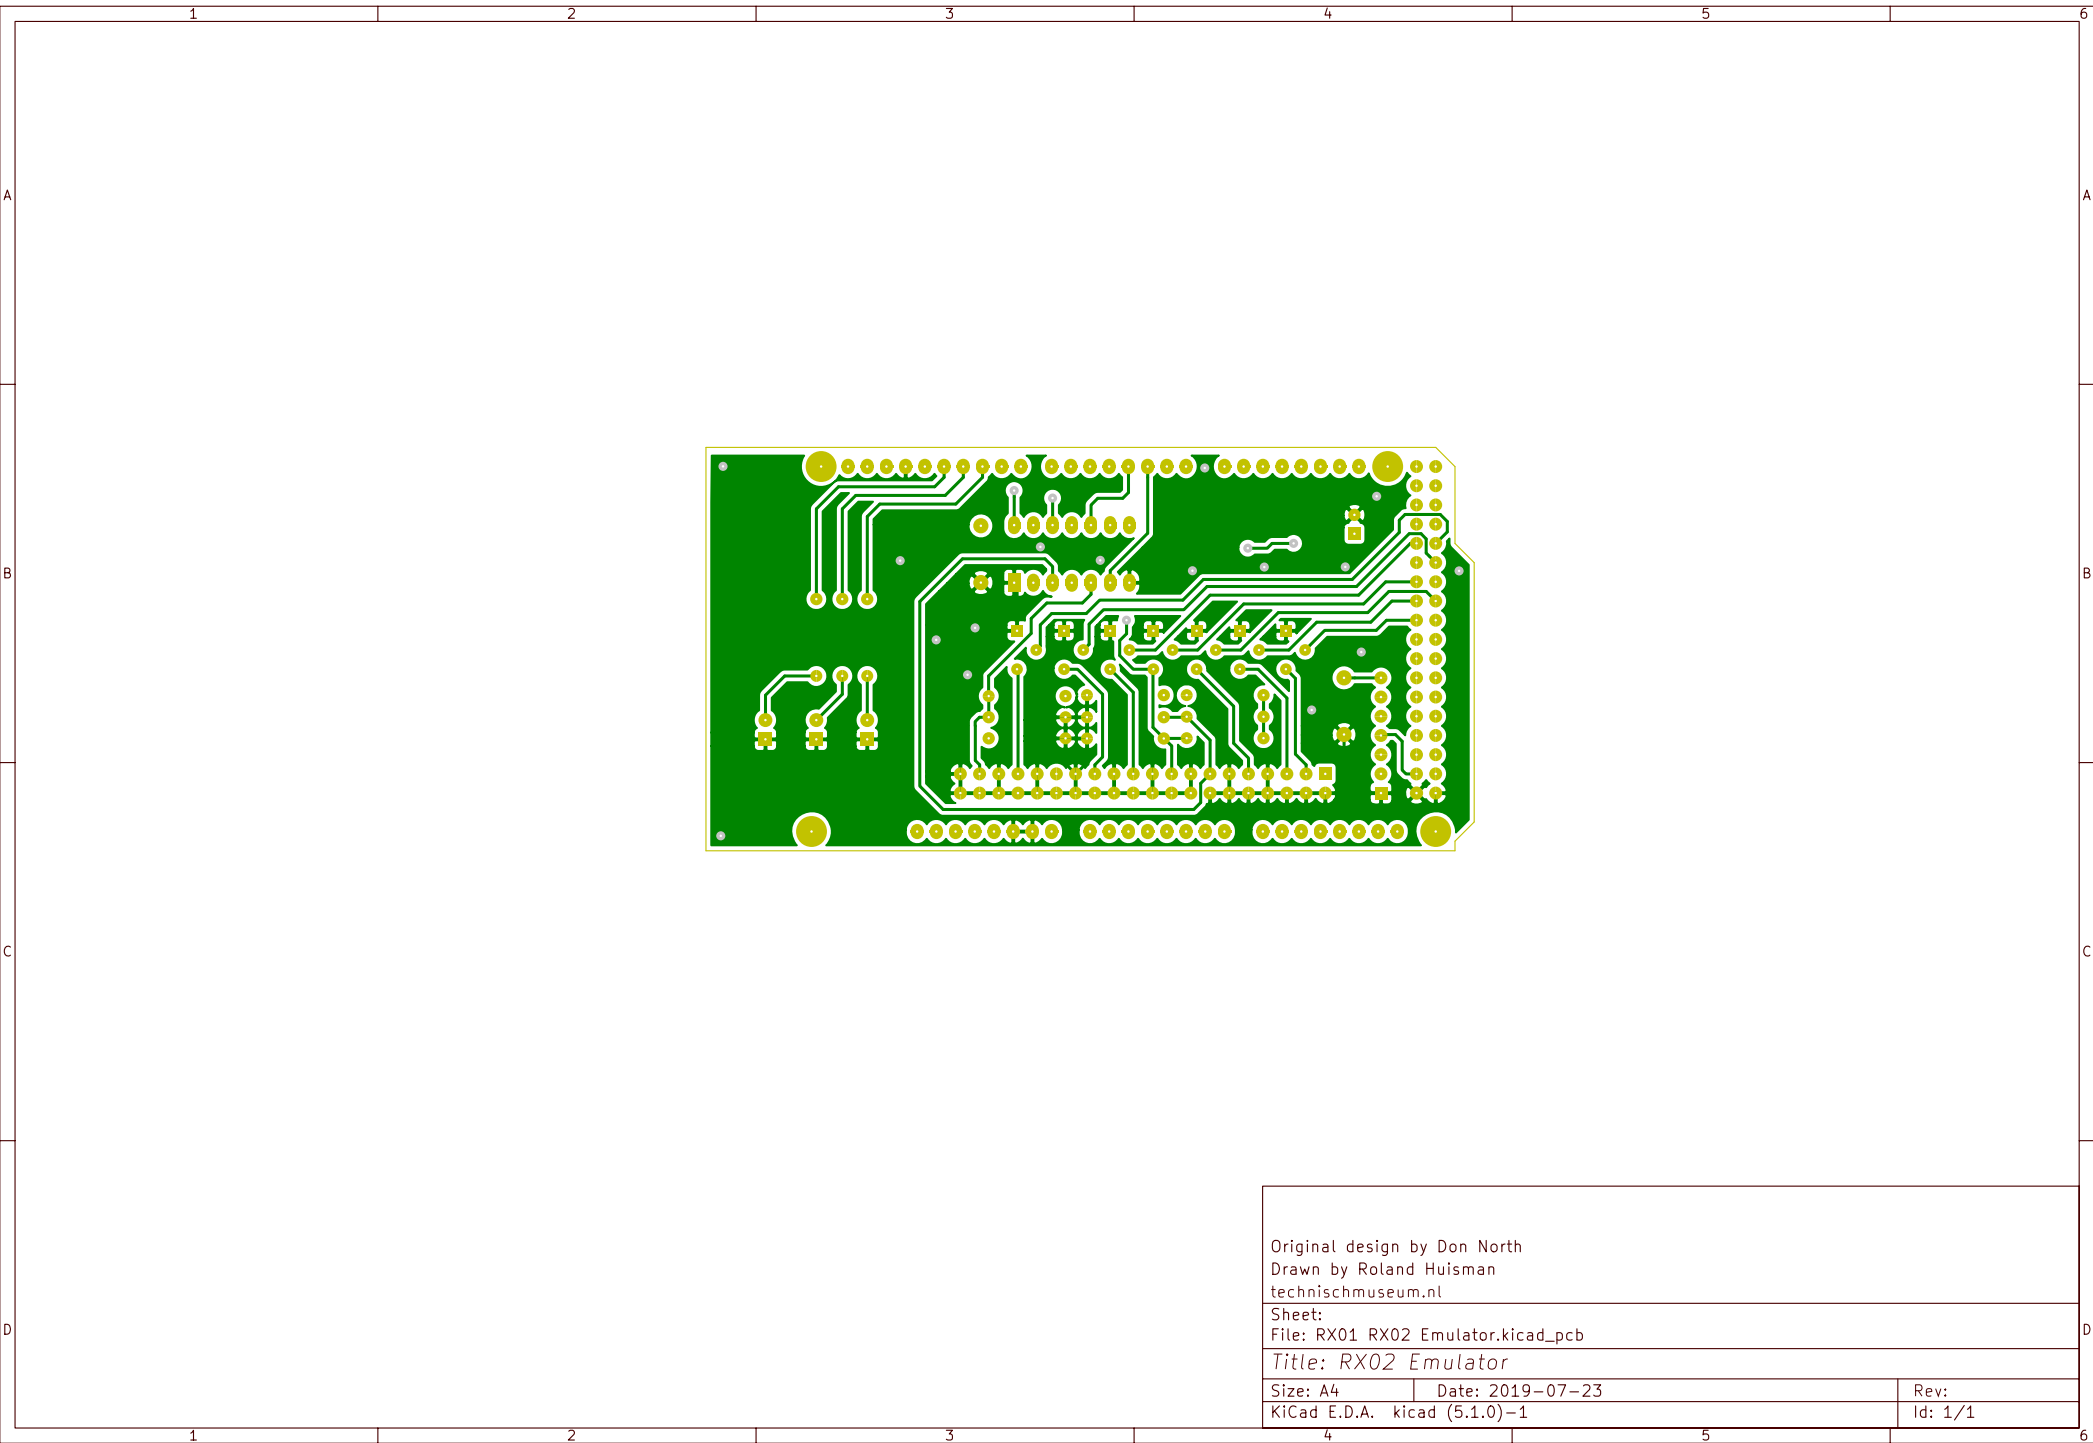 1 2 3 4 5 6
A A
B B
C C
D D
Original design by Don North
Drawn by Roland Huisman
technischmuseum.nl
Sheet:
File: RX01 RX02 Emulator.kicad_pcb
Title: RX02 Emulator
Size: A4 Date: 2019-07-23 Rev:
KiCad E.D.A. kicad (5.1.0)-1 Id: 1/1
1 2 3 4 5 6